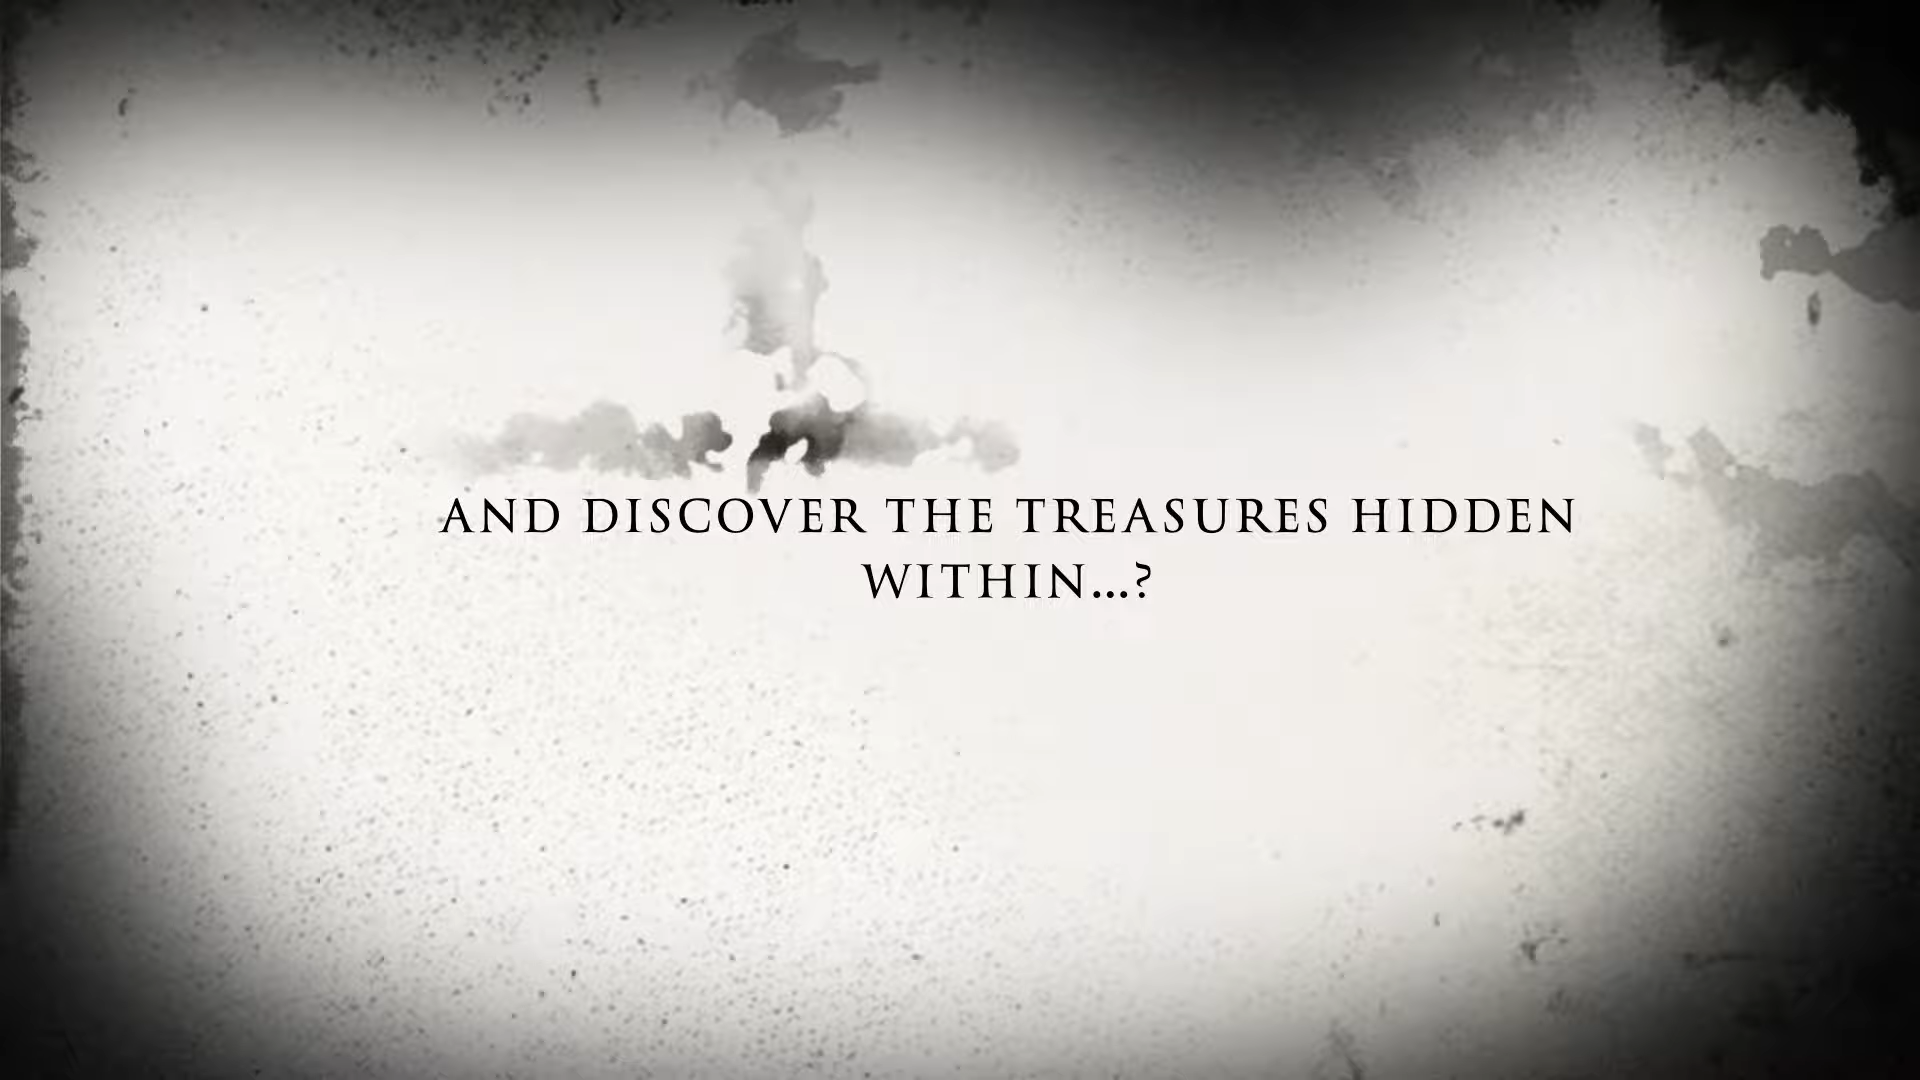 AND DISCOVER THE TREASURES HIDDEN
WITHIN...?